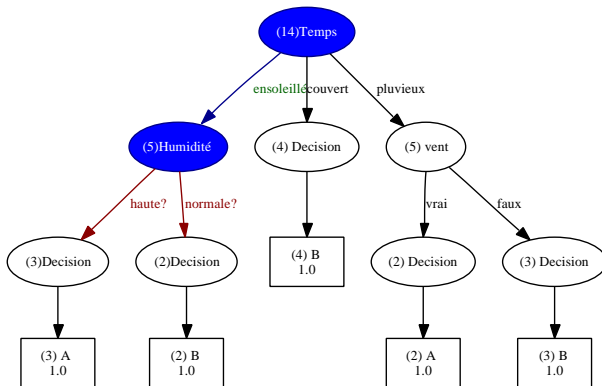 (14)Temps
ensoleillé
couvert
pluvieux
(5)Humidité
(4) Decision
(5) vent
haute?
normale?
vrai
faux
(3)Decision
(2)Decision
(4) B
1.0
(2) Decision
(3) Decision
(3) A
1.0
(2) B
1.0
(2) A
1.0
(3) B
1.0